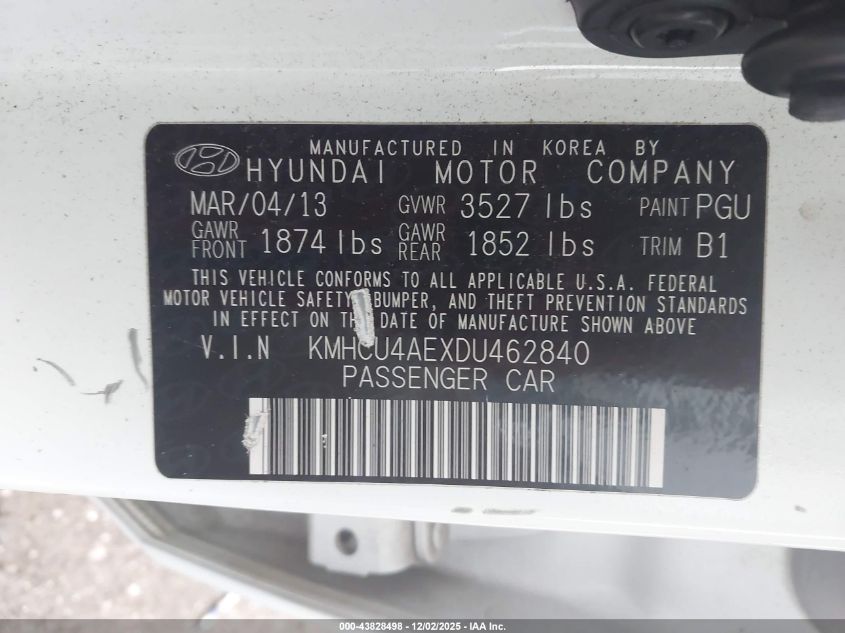 MANUFACTURED IN KOREA BY
HYUNDAI MOTOR COMPANY
MAR/04/13 GVWR 3527 lbs PAINT PGU
GAWR FRONT 1874 lbs GAWR REAR 1852 lbs TRIM B1
THIS VEHICLE CONFORMS TO ALL APPLICABLE U.S.A. FEDERAL
MOTOR VEHICLE SAFETY, BUMPER, AND THEFT PREVENTION STANDARDS
IN EFFECT ON THE DATE OF MANUFACTURE SHOWN ABOVE
V.I.N KMHCU4AEXDU462840
PASSENGER CAR
000-43828498 - 12/02/2025 - IAA Inc.